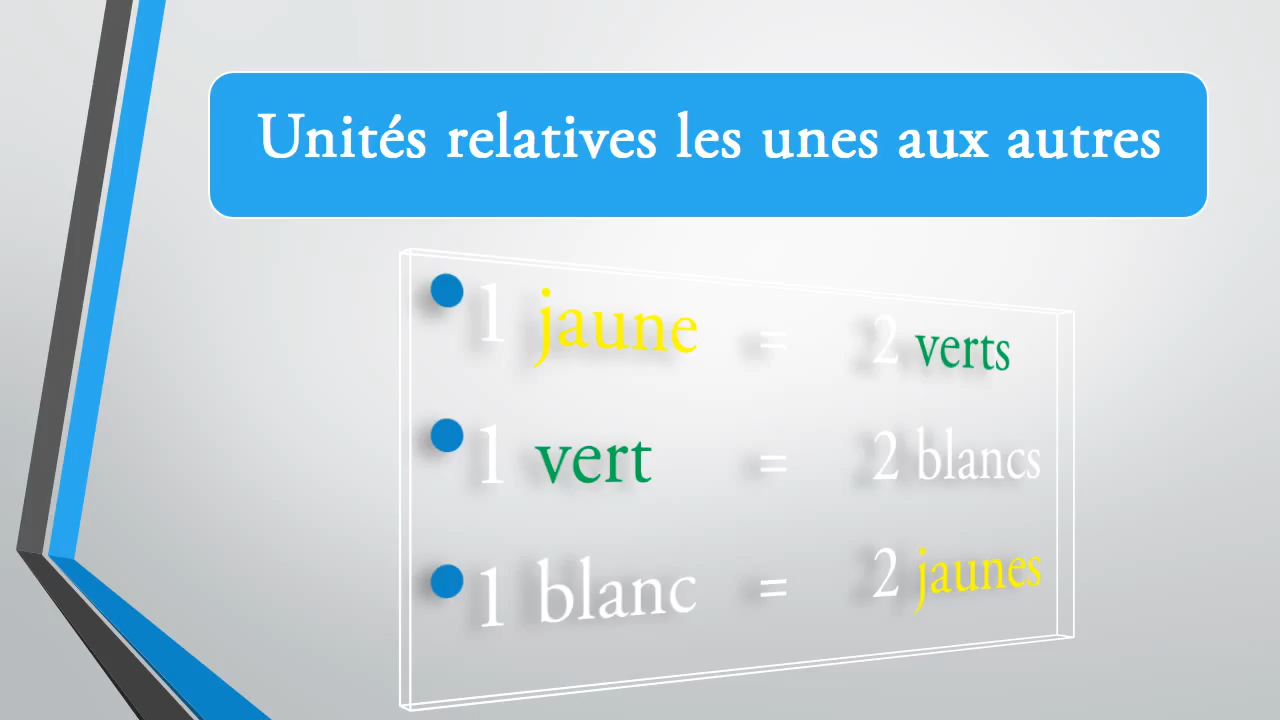 Unités relatives les unes aux autres
1 jaune = 2 verts
1 vert = 2 blancs
1 blanc = 2 jaunes